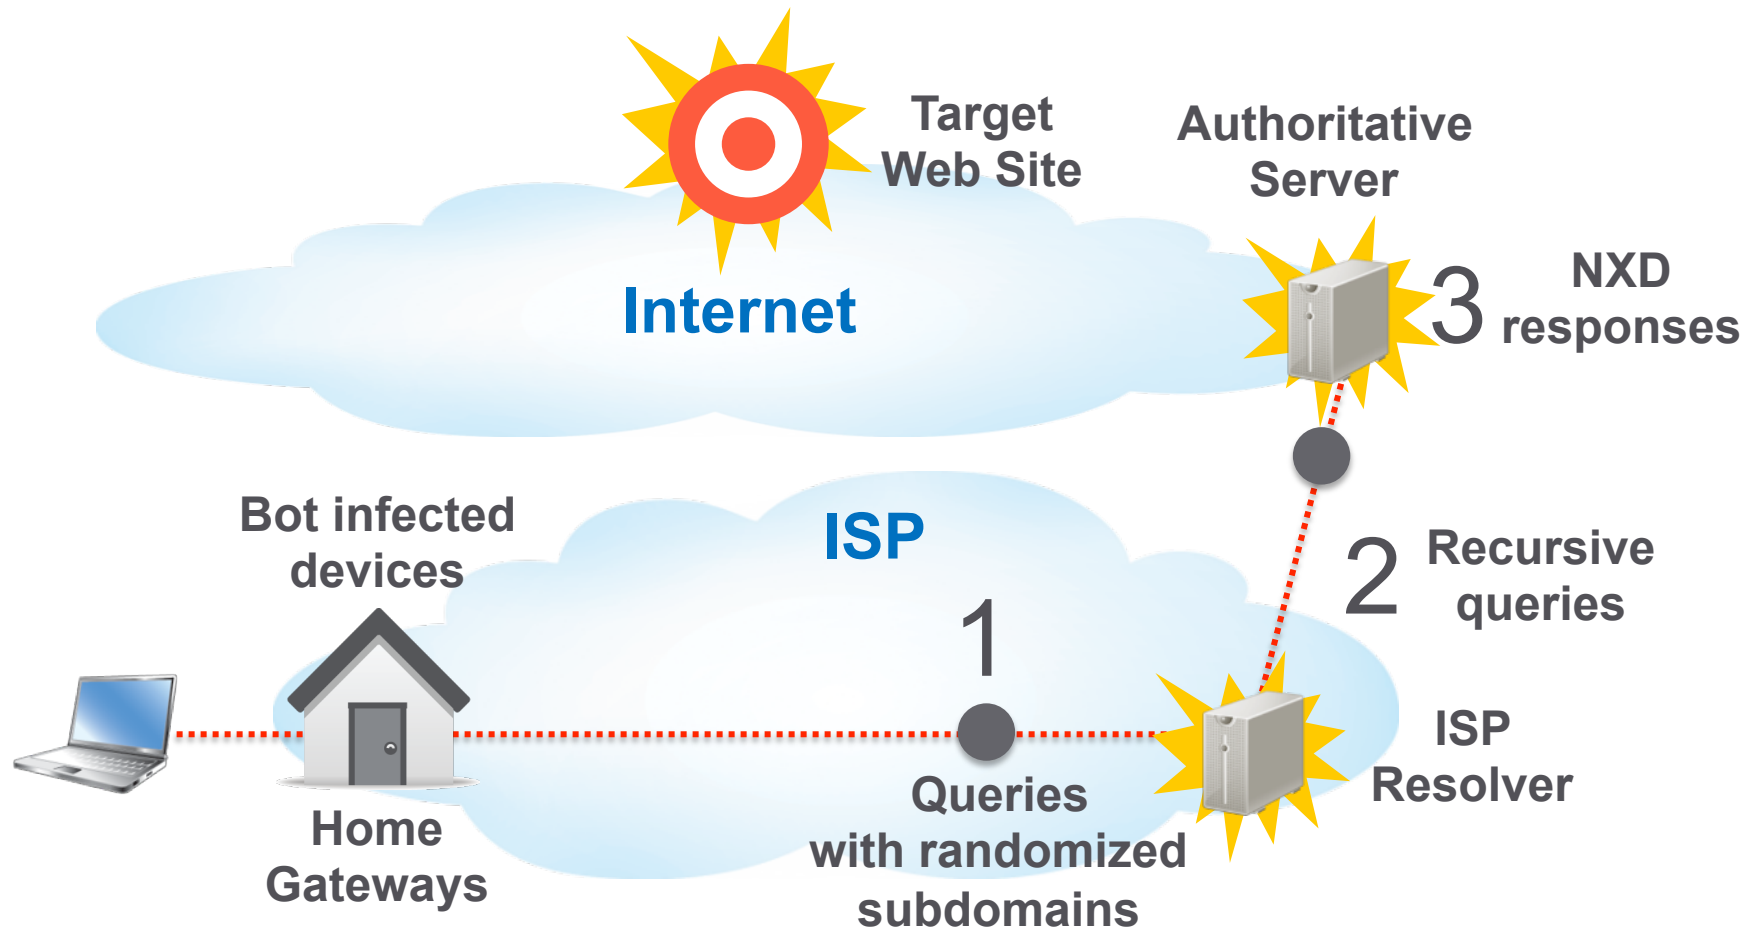 Target
Web Site
Authoritative
Server
Internet
3
NXD
responses
Bot infected
devices
ISP
2
Recursive
queries
1
ISP
Resolver
Home
Gateways
Queries
with randomized
subdomains